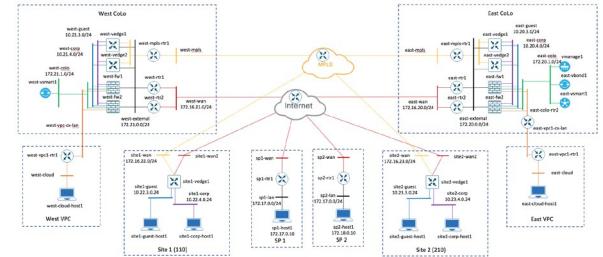 West CoLo
west-guest
10.21.3.0/24
west-corp
10.21.4.0/24
west-colo
172.21.1.0/24
west-vsmart1
west-vedge1
west-vedge2
west-fw1
west-fw2
west-mpls-rtr1
west-mpls
west-rtr1
west-rtr2
west-wan
172.16.21.0/24
west-external
172.21.0.0/24
west-vpc-cx-lan
MPLS
Internet
East CoLo
east-guest
10.20.3.0/24
east-corp
10.20.4.0/24
east-colo
172.20.1.0/24
east-mpls
east-mpls-rtr1
east-vedge1
east-vedge2
east-fw1
east-fw2
vmanage1
east-vbond1
east-vsmart1
east-rtr1
east-rtr2
east-wan
172.16.20.0/24
east-external
172.20.0.0/24
east-colo-rtr2
east-vpc1-cx-lan
west-vpc1-rtr1
west-cloud
west-cloud-host1
West VPC
site1-wan
172.16.22.0/24
site1-wan2
site1-vedge1
site1-guest
10.22.3.0.24
site1-corp
10.22.4.0.24
site1-guest-host1
site1-corp-host1
Site 1 (110)
sp1-wan
sp1-rtr1
sp1-lan
172.17.0.0/24
sp1-host1
172.17.0.10
SP 1
sp2-wan
sp2-rtr1
sp2-lan
sp2-host1
172.18.0.10
SP 2
site2-wan
172.16.23.0/24
site2-wan2
site2-vedge1
site2-guest
10.23.3.0.24
site2-corp
10.23.4.0.24
site2-guest-host1
site2-corp-host1
Site 2 (210)
east-vpc1-rtr1
east-cloud
east-cloud-host1
East VPC